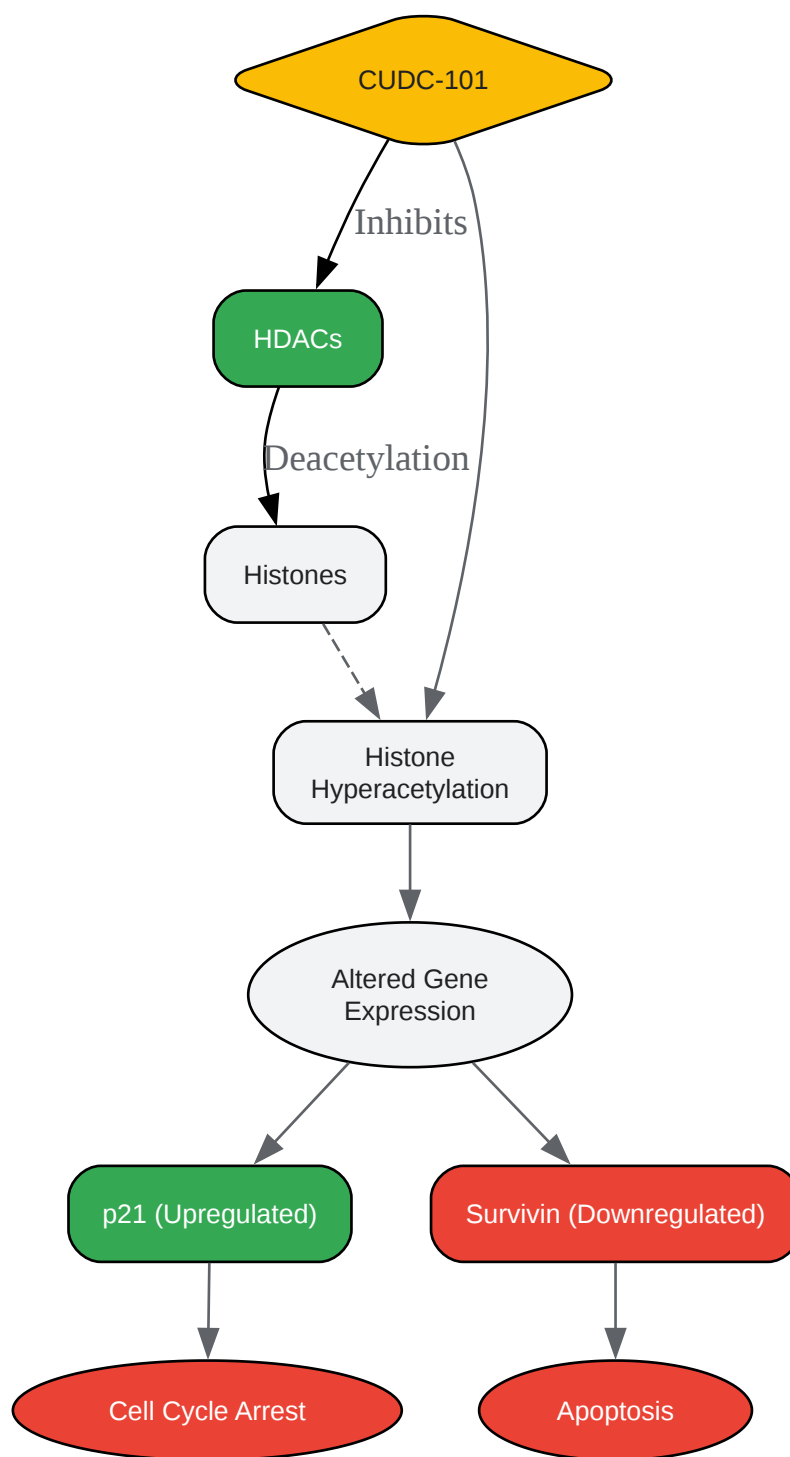 CUDC-101
Inhibits
HDACs
Deacetylation
Histones
Histone
Hyperacetylation
Altered Gene
Expression
p21 (Upregulated)
Survivin (Downregulated)
Cell Cycle Arrest
Apoptosis